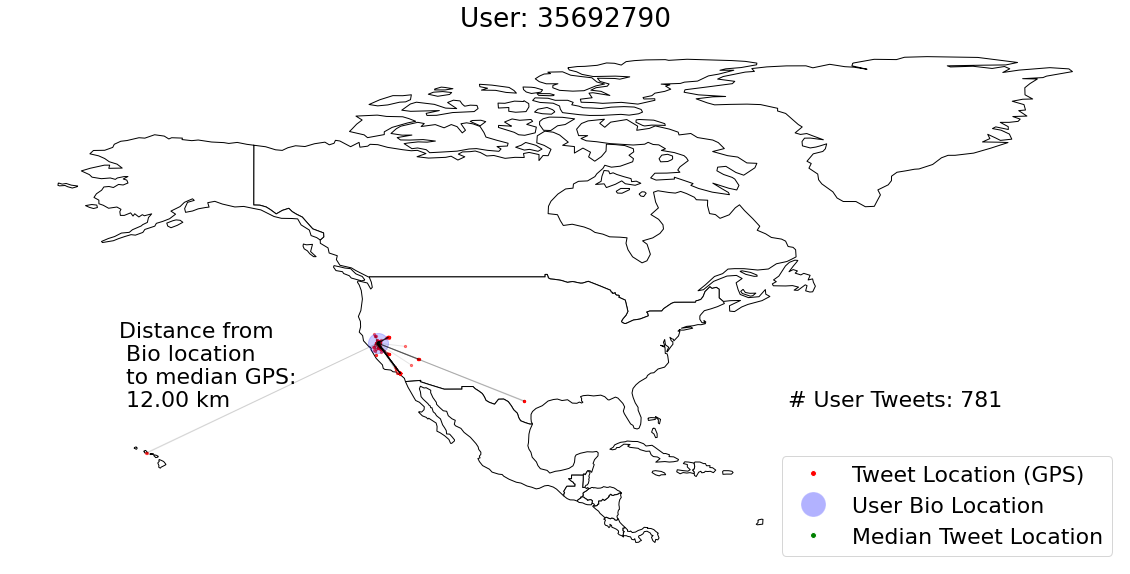 User: 35692790
Distance from
Bio location
to median GPS:
12.00 km
# User Tweets: 781
Tweet Location (GPS)
User Bio Location
Median Tweet Location